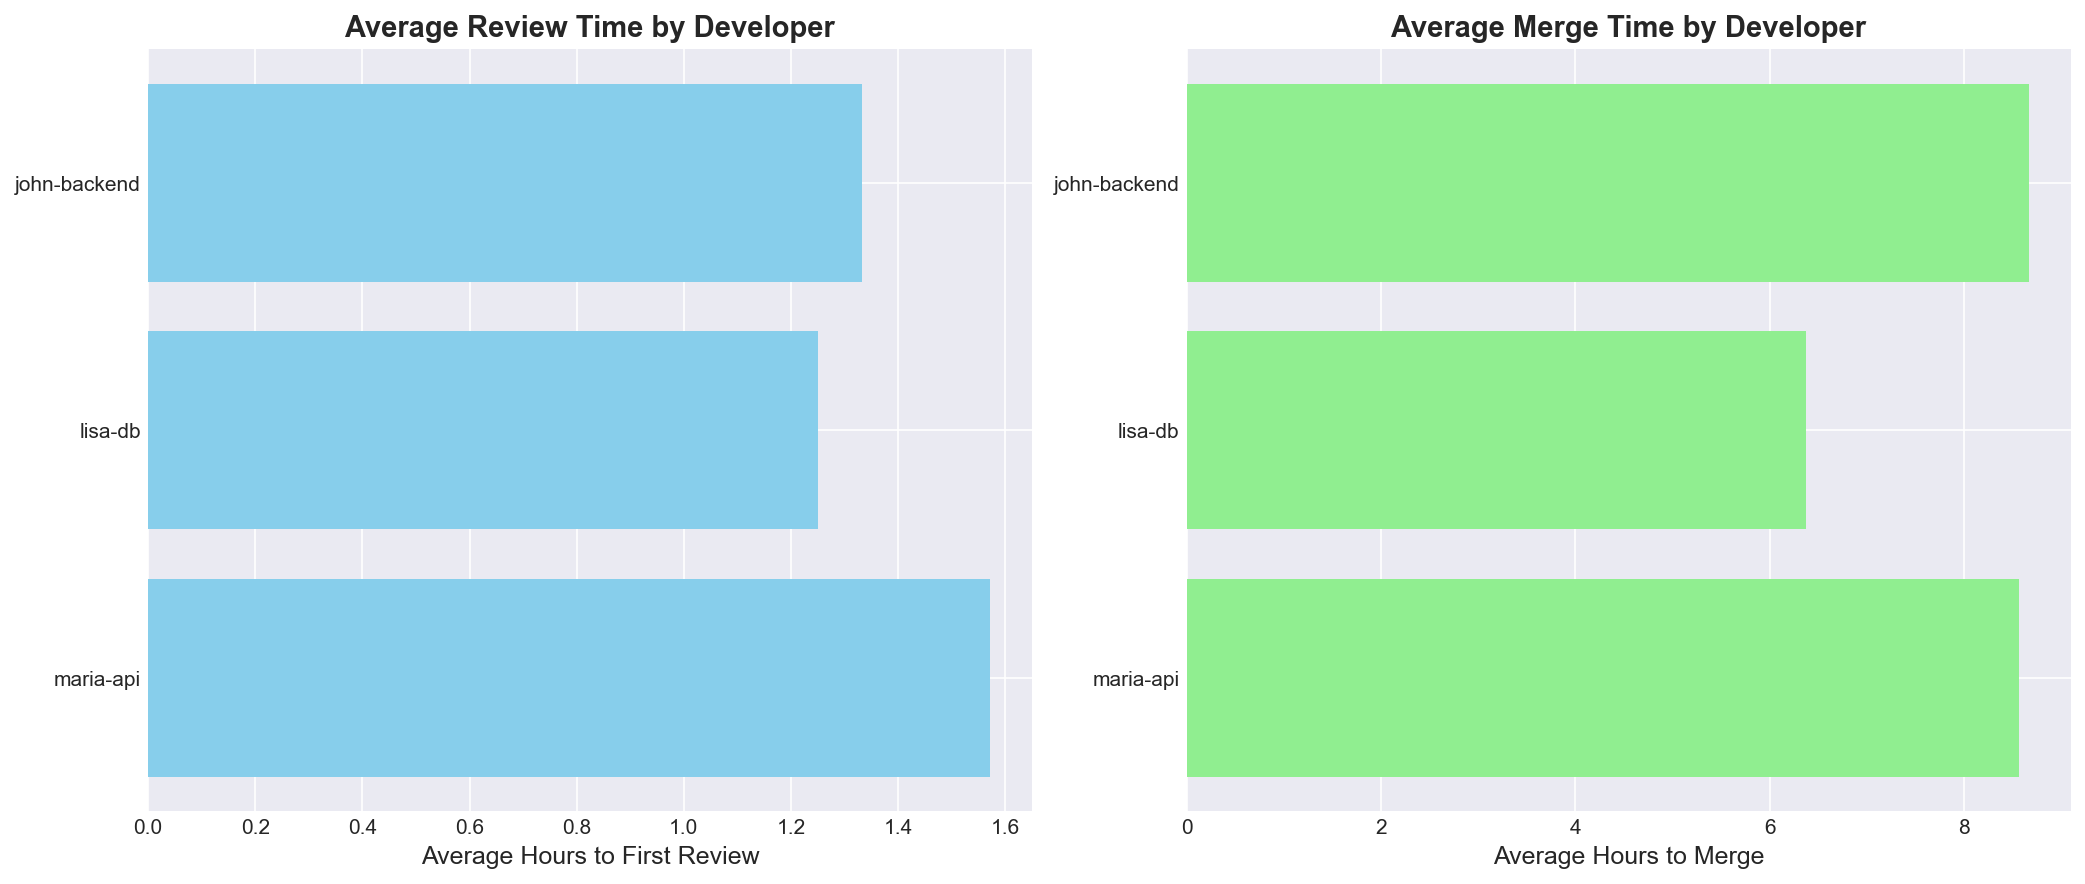 Average Review Time by Developer
john-backend
lisa-db
maria-api
0.0 0.2 0.4 0.6 0.8 1.0 1.2 1.4 1.6
Average Hours to First Review
Average Merge Time by Developer
john-backend
lisa-db
maria-api
0 2 4 6 8
Average Hours to Merge